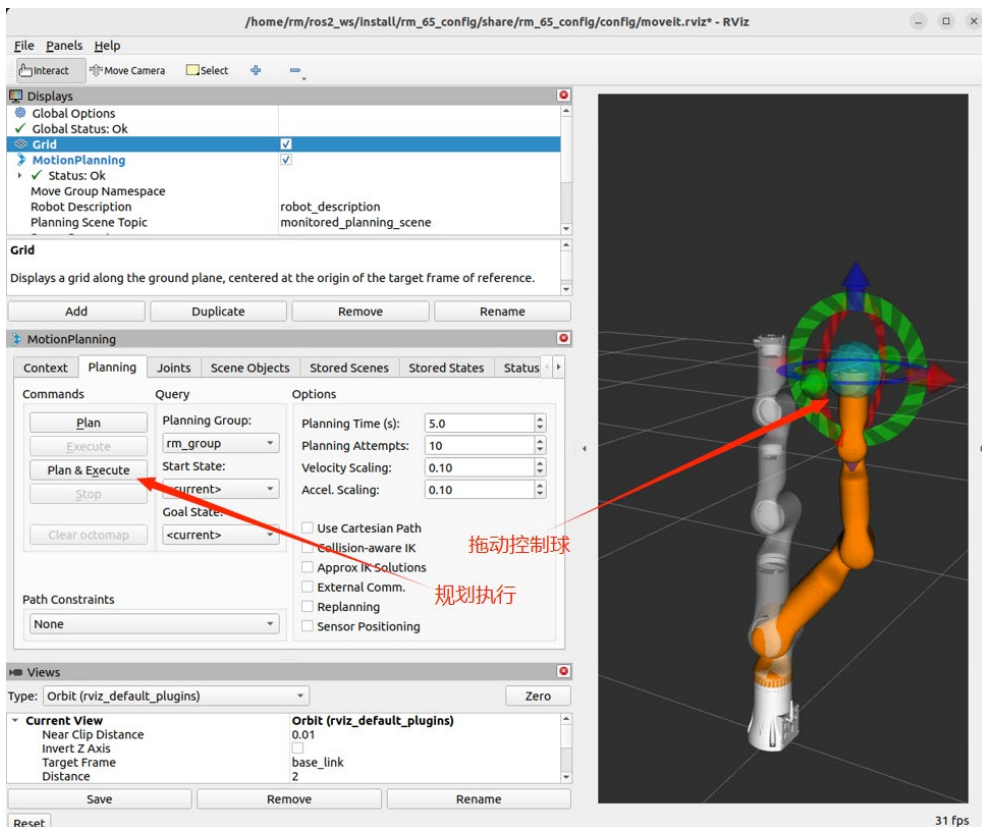 /home/rm/ros2_ws/install/rm_65_config/share/rm_65_config/config/moveit.rviz* - RViz
File Panels Help
Interact Move Camera Select
Displays
Global Options
Global Status: Ok
Grid
MotionPlanning
Status: Ok
Move Group Namespace
Robot Description robot_description
Planning Scene Topic monitored_planning_scene
Grid
Displays a grid along the ground plane, centered at the origin of the target frame of reference.
Add Duplicate Remove Rename
MotionPlanning
Context Planning Joints Scene Objects Stored Scenes Stored States Status
Commands Query Options
Plan Planning Group: Planning Time (s): 5.0
Execute rm_group Planning Attempts: 10
Plan & Execute Start State: Velocity Scaling: 0.10
Stop <current> Accel. Scaling: 0.10
Goal State:
Clear octomap <current> Use Cartesian Path
Collision-aware IK
拖动控制球
Approx IK Solutions
External Comm.
规划执行
Path Constraints Replanning
None Sensor Positioning
Views
Type: Orbit (rviz_default_plugins) Zero
Current View Orbit (rviz_default_plugins)
Near Clip Distance 0.01
Invert Z Axis
Target Frame base_link
Distance 2
Save Remove Rename
Reset 31 fps